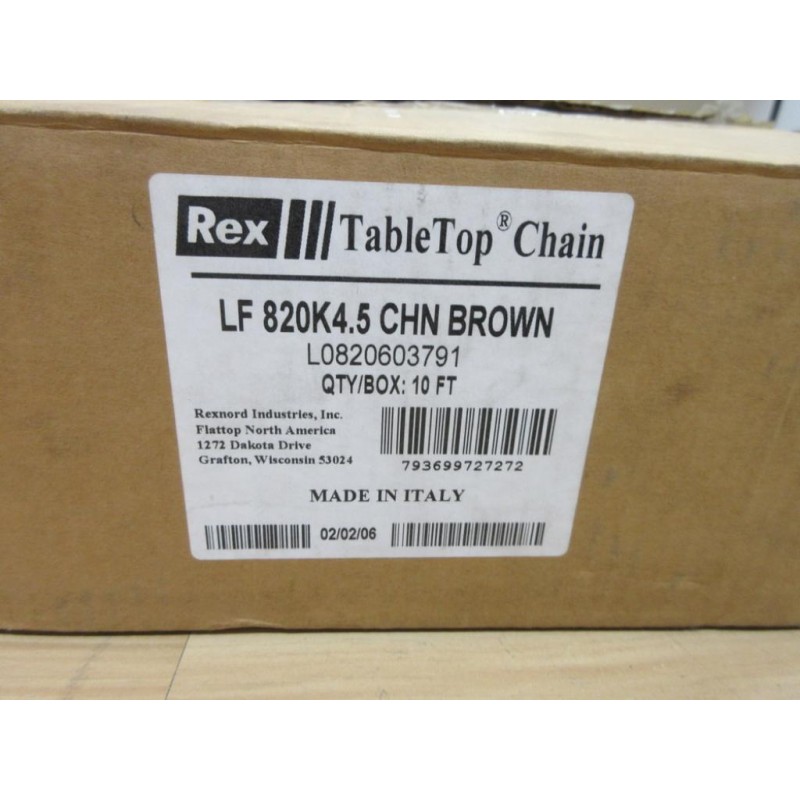 Rex TableTop® Chain
LF 820K4.5 CHN BROWN
L0820603791
QTY/BOX: 10 FT
Rexnord Industries, Inc.
Flattop North America
1272 Dakota Drive
Grafton, Wisconsin 53024
793699727272
MADE IN ITALY
02/02/06